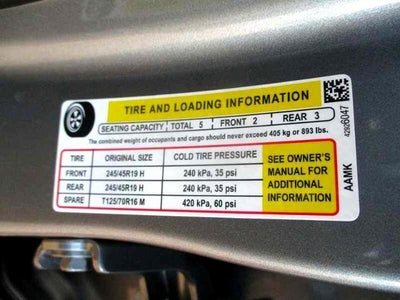 TIRE AND LOADING INFORMATION
SEATING CAPACITY TOTAL 5 FRONT 2 REAR 3
The combined weight of occupants and cargo should never exceed 405 kg or 893 lbs.
TIRE ORIGINAL SIZE COLD TIRE PRESSURE
FRONT 245/45R19 H 240 kPa, 35 psi
REAR 245/45R19 H 240 kPa, 35 psi
SPARE T125/70R16 M 420 kPa, 60 psi
SEE OWNER'S
MANUAL FOR
ADDITIONAL
INFORMATION
AAMK